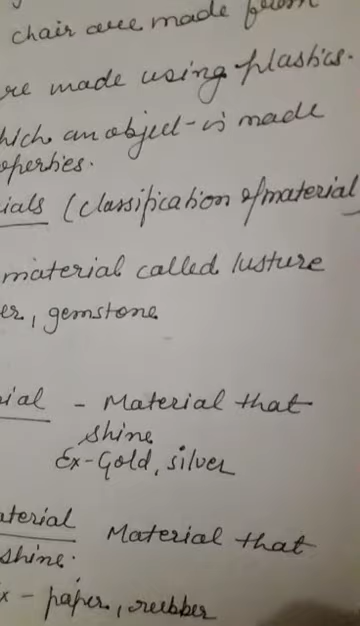 chair are made from
re made using plastics.
hich an object is made
operties.
ials (classification of material
material called lusture
er, gemstone
ial - Material that
shine
Ex-Gold, silver
aterial Material that
shine.
x - paper, rubber